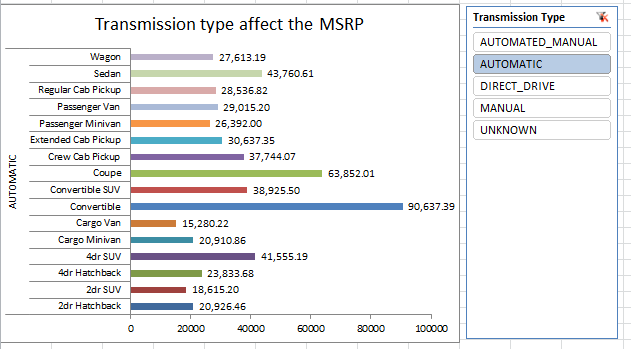 Transmission type affect the MSRP
Wagon 27,613.19
Sedan 43,760.61
Regular Cab Pickup 28,536.82
Passenger Van 29,015.20
Passenger Minivan 26,392.00
Extended Cab Pickup 30,637.35
Crew Cab Pickup 37,744.07
Coupe 63,852.01
Convertible SUV 38,925.50
Convertible 90,637.39
Cargo Van 15,280.22
Cargo Minivan 20,910.86
4dr SUV 41,555.19
4dr Hatchback 23,833.68
2dr SUV 18,615.20
2dr Hatchback 20,926.46
AUTOMATIC
0 20000 40000 60000 80000 100000
Transmission Type
AUTOMATED_MANUAL
AUTOMATIC
DIRECT_DRIVE
MANUAL
UNKNOWN